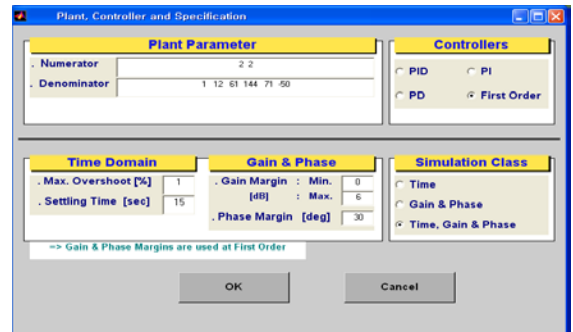 Plant, Controller and Specification
Plant Parameter
. Numerator 2 2
. Denominator 1 12 61 144 71 -50
Controllers
PID PI
PD First Order
Time Domain
. Max. Overshoot [%] 1
. Settling Time [sec] 15
Gain & Phase
. Gain Margin : Min. 0
[dB] : Max. 6
. Phase Margin [deg] 30
Simulation Class
Time
Gain & Phase
Time, Gain & Phase
=> Gain & Phase Margins are used at First Order
OK Cancel